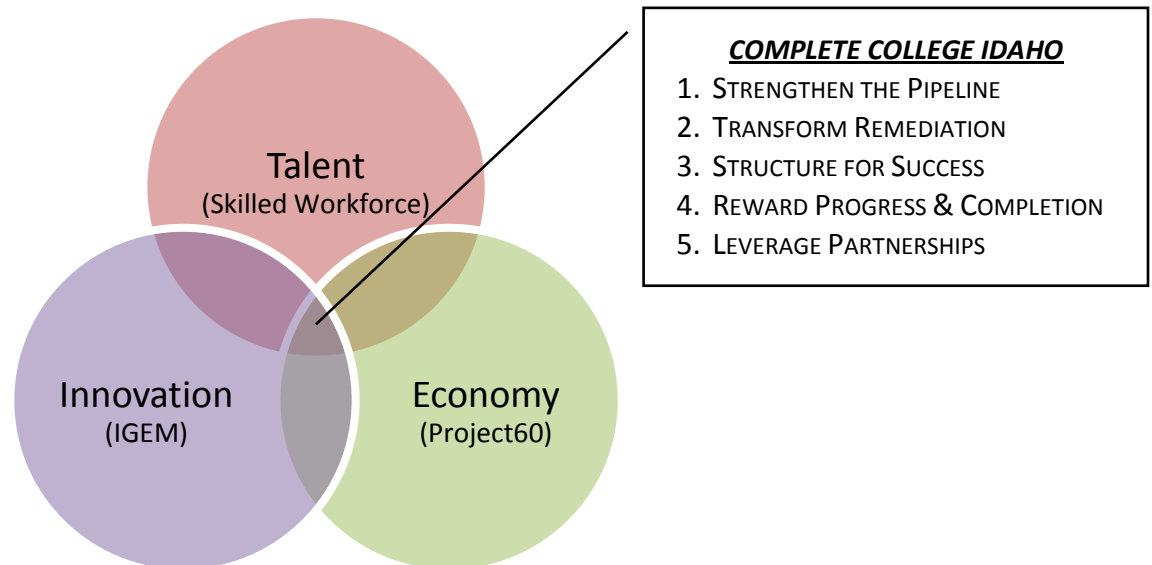 Talent
(Skilled Workforce)
Innovation
(IGEM)
Economy
(Project60)
COMPLETE COLLEGE IDAHO
1. STRENGTHEN THE PIPELINE
2. TRANSFORM REMEDIATION
3. STRUCTURE FOR SUCCESS
4. REWARD PROGRESS & COMPLETION
5. LEVERAGE PARTNERSHIPS